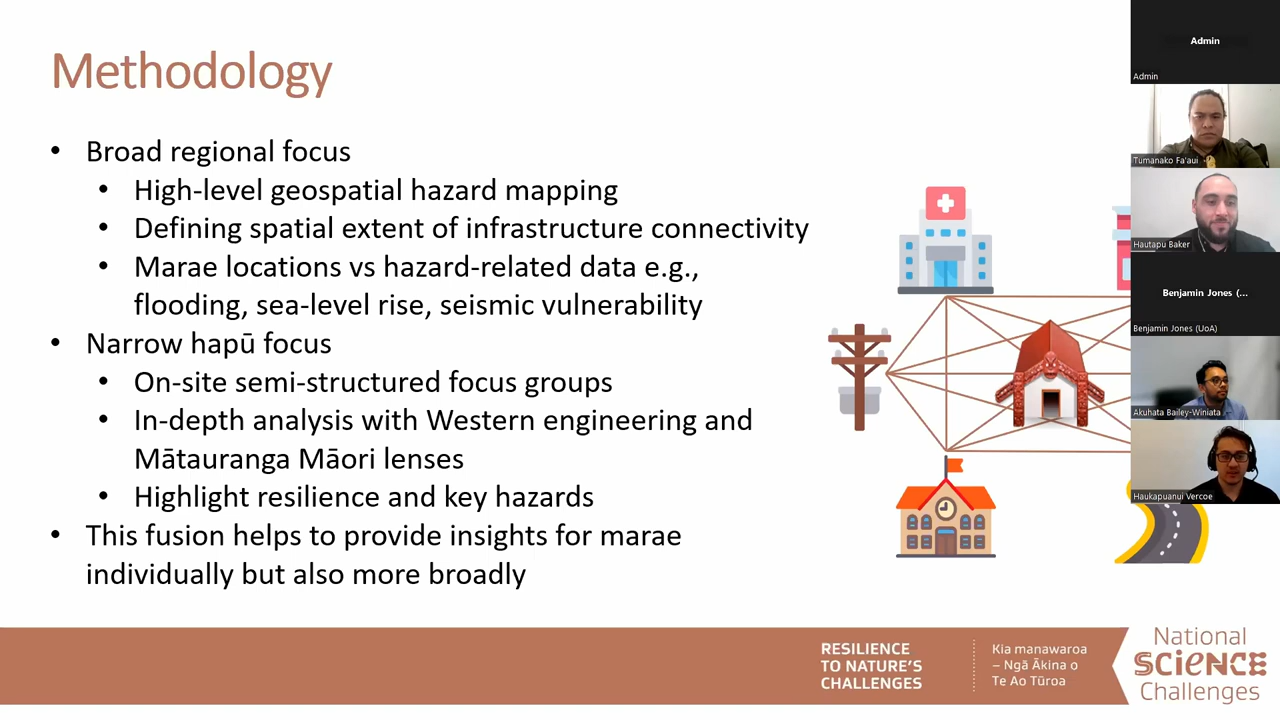 Methodology
• Broad regional focus
• High-level geospatial hazard mapping
• Defining spatial extent of infrastructure connectivity
• Marae locations vs hazard-related data e.g.,
flooding, sea-level rise, seismic vulnerability
• Narrow hapū focus
• On-site semi-structured focus groups
• In-depth analysis with Western engineering and
Mātauranga Māori lenses
• Highlight resilience and key hazards
• This fusion helps to provide insights for marae
individually but also more broadly
RESILIENCE
TO NATURE'S
CHALLENGES
Kia manawaroa
– Ngā Ākina o
Te Ao Tūroa
National
SCIENCE
Challenges
Admin
Admin
Tumanako Fa'aui
Hautapu Baker
Benjamin Jones (...
Benjamin Jones (UoA)
Akuhata Bailey-Winiata
Haukapuanui Vercoe